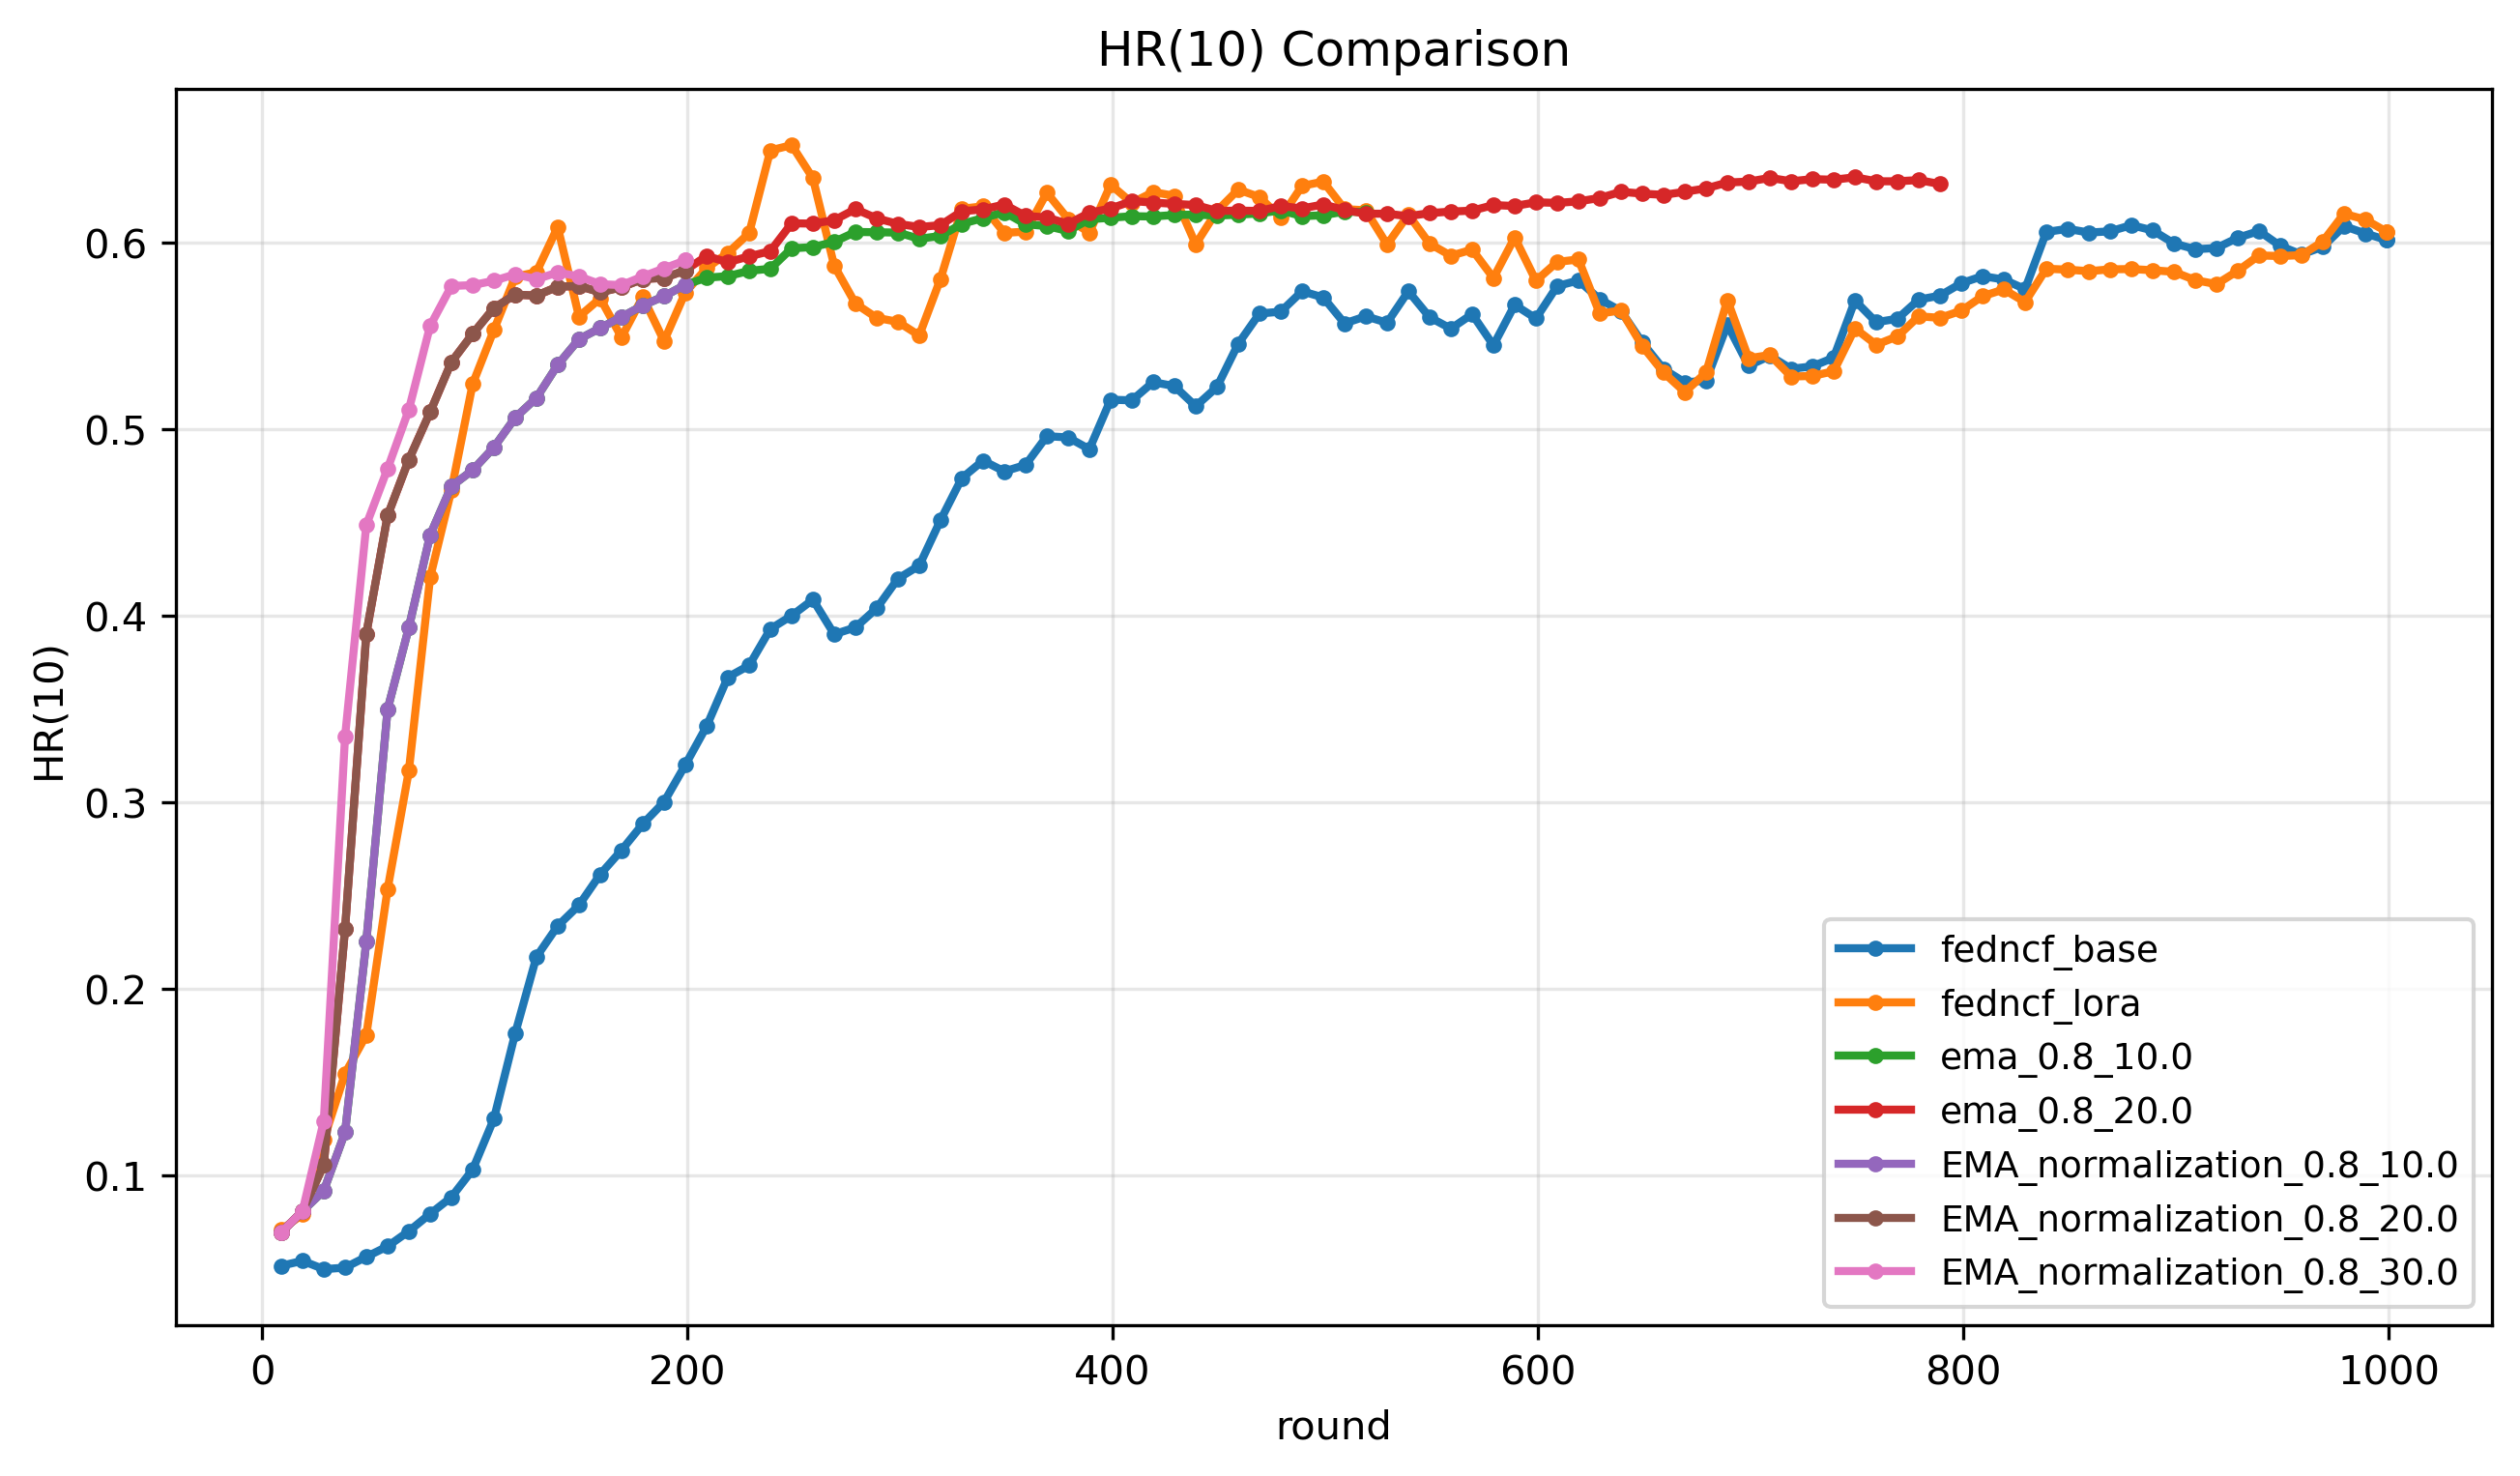 HR(10) Comparison
HR(10)
0.6
0.5
0.4
0.3
0.2
0.1
0 200 400 600 800 1000
round
fedncf_base
fedncf_lora
ema_0.8_10.0
ema_0.8_20.0
EMA_normalization_0.8_10.0
EMA_normalization_0.8_20.0
EMA_normalization_0.8_30.0